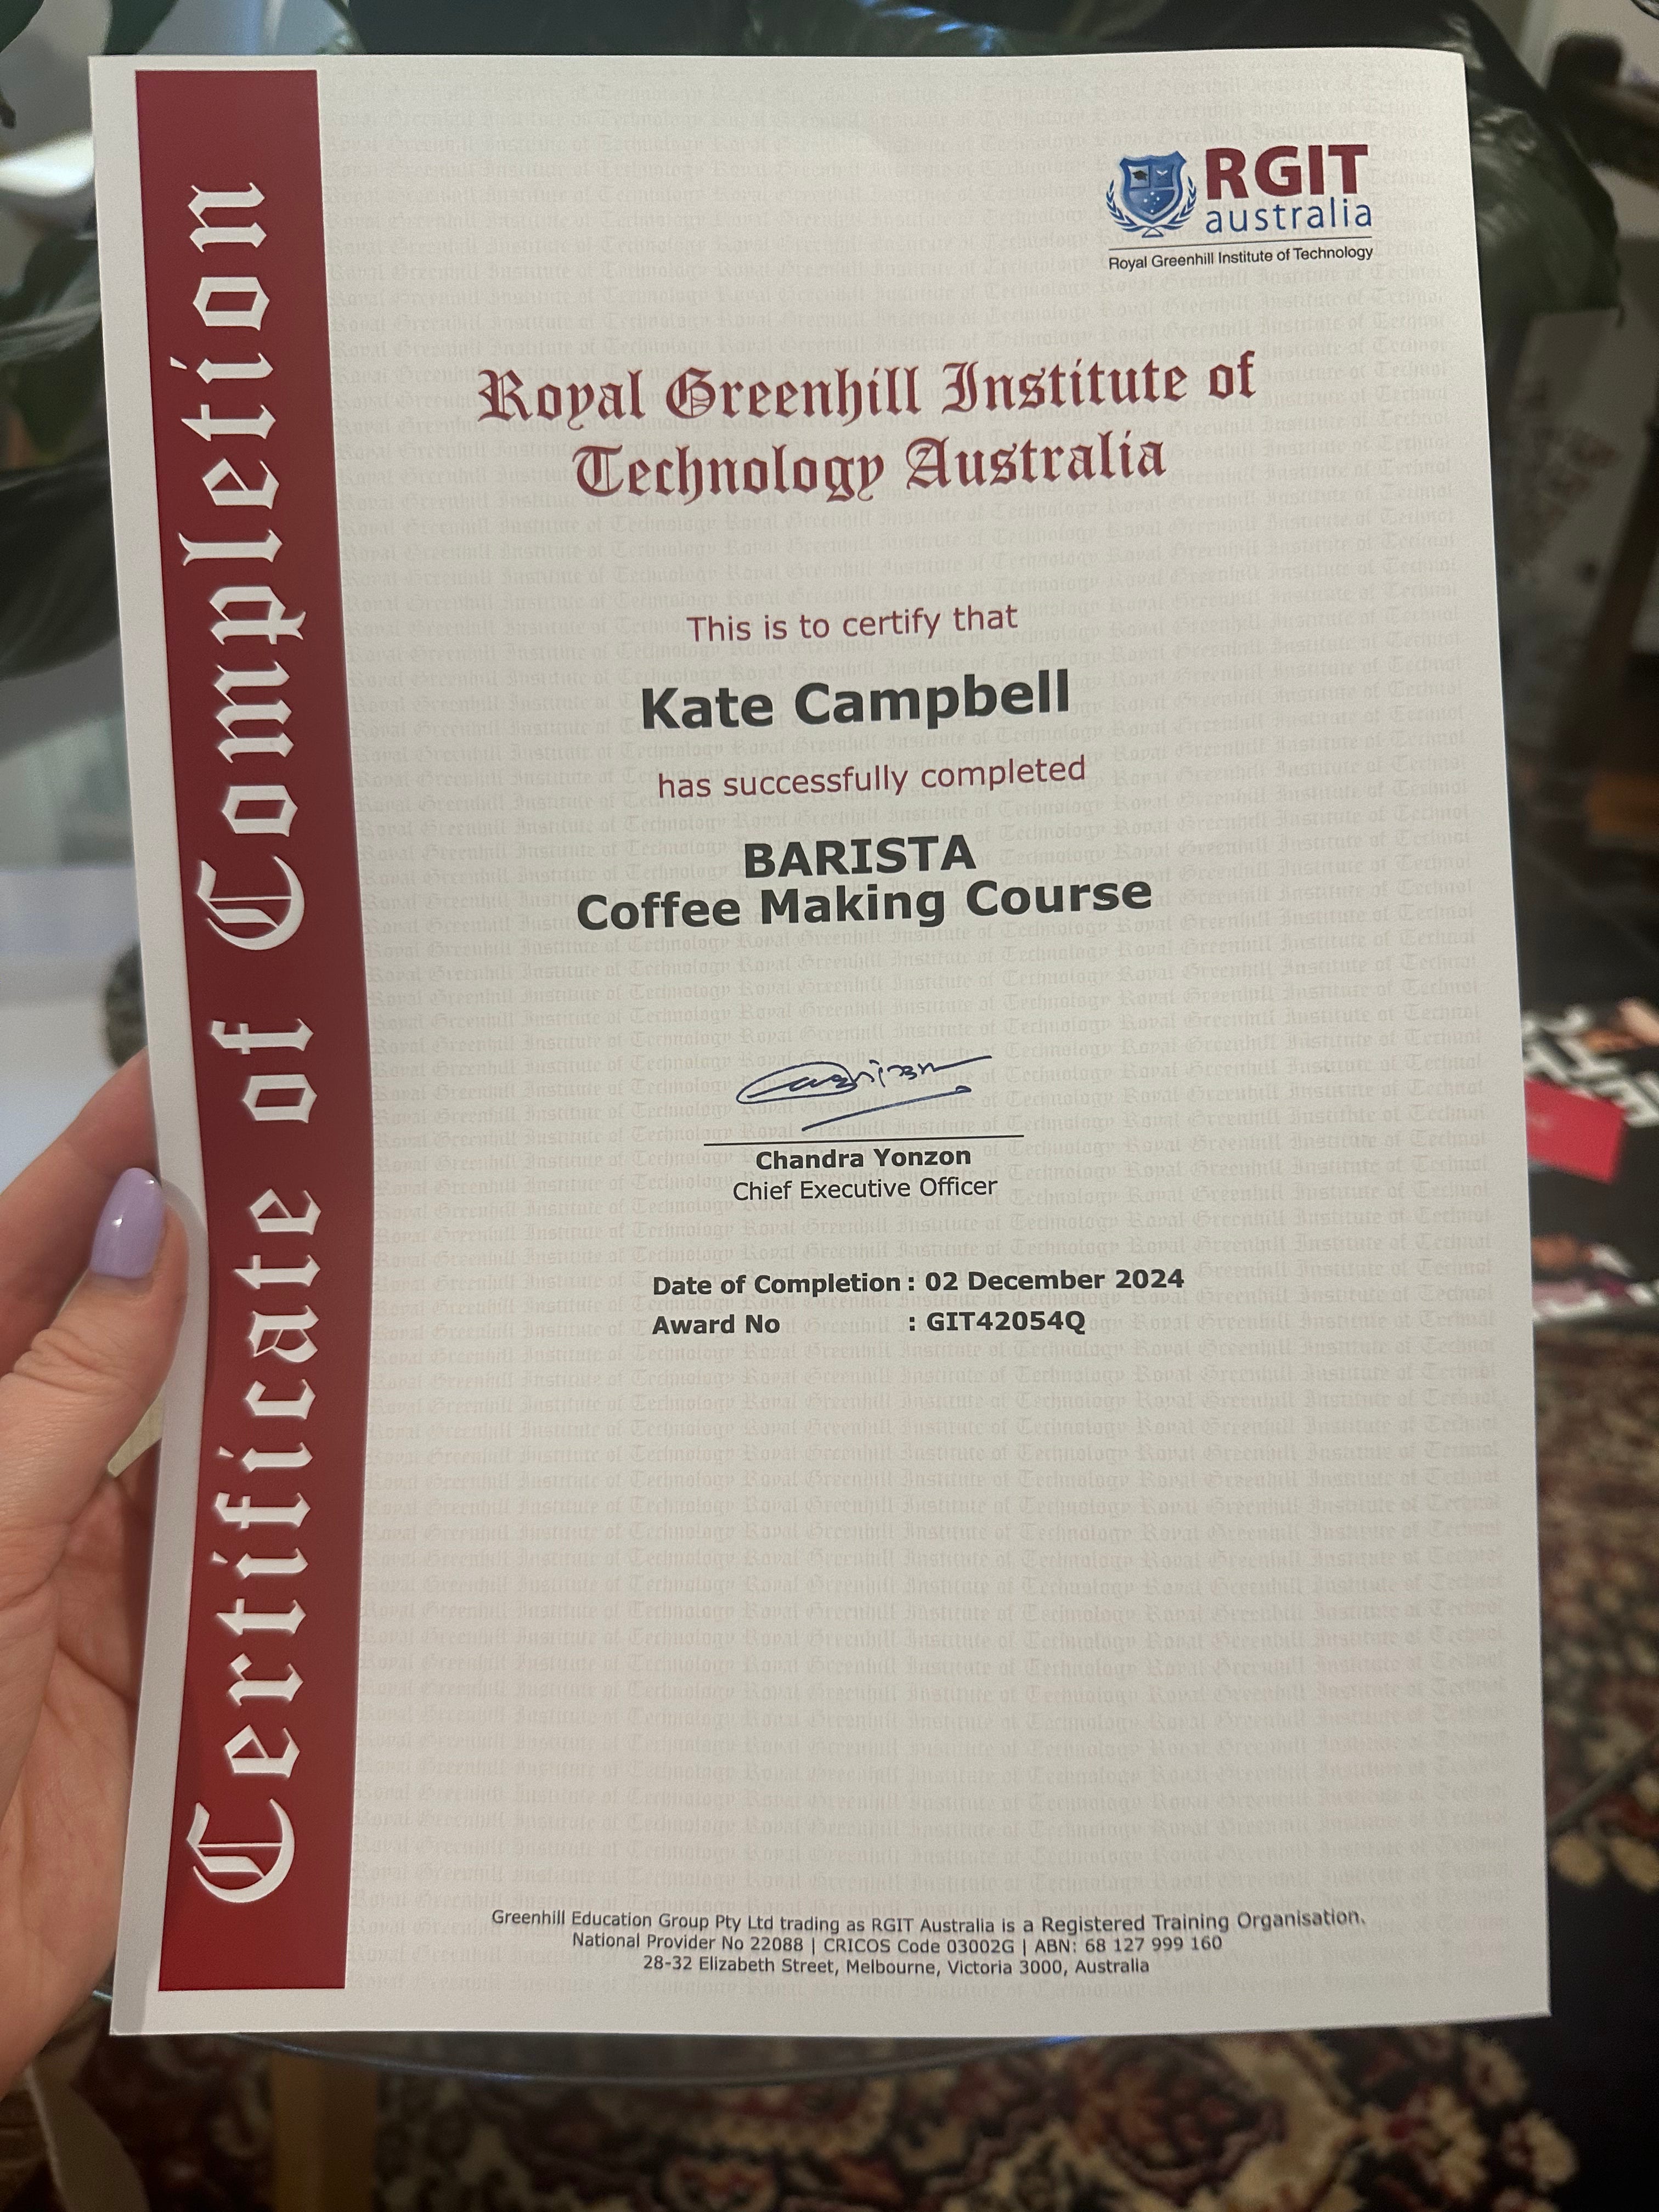 Certificate of Completion
RGIT
australia
Royal Greenhill Institute of Technology
Royal Greenhill Institute of
Technology Australia
This is to certify that
Kate Campbell
has successfully completed
BARISTA
Coffee Making Course
Chandra Yonzon
Chief Executive Officer
Date of Completion : 02 December 2024
Award No : GIT42054Q
Greenhill Education Group Pty Ltd trading as RGIT Australia is a Registered Training Organisation.
National Provider No 22088 | CRICOS Code 03002G | ABN: 68 127 999 160
28-32 Elizabeth Street, Melbourne, Victoria 3000, Australia